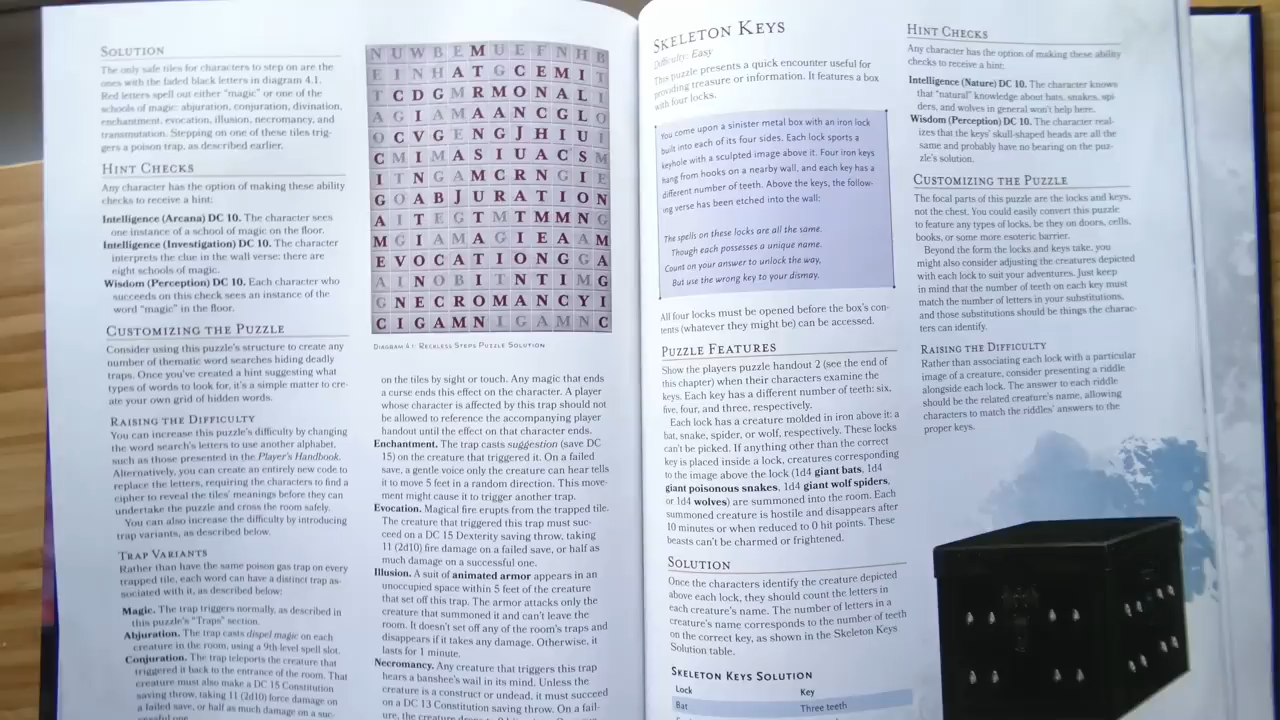 SOLUTION
The only safe tiles for characters to step on are the
ones with the faded black letters in diagram 4.1.
Red letters spell out either "magic" or one of the
schools of magic: abjuration, conjuration, divination,
enchantment, evocation, illusion, necromancy, and
transmutation. Stepping on one of these tiles trig-
gers a poison trap, as described earlier.
HINT CHECKS
Any character has the option of making these ability
checks to receive a hint:
Intelligence (Arcana) DC 10. The character sees
one instance of a school of magic on the floor.
Intelligence (Investigation) DC 10. The character
interprets the clue in the wall verse: there are
eight schools of magic.
Wisdom (Perception) DC 10. Each character who
succeeds on this check sees an instance of the
word "magic" in the floor.
CUSTOMIZING THE PUZZLE
Consider using this puzzle's structure to create any
number of thematic word searches hiding deadly
traps. Once you've created a hint suggesting what
types of words to look for, it's a simple matter to cre-
ate your own grid of hidden words.
RAISING THE DIFFICULTY
You can increase this puzzle's difficulty by changing
the word search's letters to use another alphabet,
such as those presented in the Player's Handbook.
Alternatively, you can create an entirely new code to
replace the letters, requiring the characters to find a
cipher to reveal the tiles' meanings before they can
undertake the puzzle and cross the room safely.
You can also increase the difficulty by introducing
trap variants, as described below.
TRAP VARIANTS
Rather than have the same poison gas trap on every
trapped tile, each word can have a distinct trap as-
sociated with it, as described below:
Magic. The trap triggers normally, as described in
this puzzle's "Traps" section.
Abjuration. The trap casts dispel magic on each
creature in the room, using a 9th-level spell slot.
Conjuration. The trap teleports the creature that
triggered it back to the entrance of the room. That
creature must also make a DC 15 Constitution
saving throw, taking 11 (2d10) force damage on
a failed save, or half as much damage on a suc-
N U W B E M U E F N H B
E I N H A T G C E M I T
T C D G M R M O N A L I
I G I A M A A N C G L O
O C V G E N G J H I U T
C M I M A S I U A C S M
I T N G A M C R N G I E
G O A B J U R A T I O N
A I T E G T M T M M N G
M G I A M A G I E A A M
E V O C A T I O N G G A
A I N O B I T N T I M G
G N E C R O M A N C Y I
C I G A M N I G A M N C
DIAGRAM 4.1: RECKLESS STEPS PUZZLE SOLUTION
on the tiles by sight or touch. Any magic that ends
a curse ends this effect on the character. A player
whose character is affected by this trap should not
be allowed to reference the accompanying player
handout until the effect on that character ends.
Enchantment. The trap casts suggestion (save DC
15) on the creature that triggered it. On a failed
save, a gentle voice only the creature can hear tells
it to move 5 feet in a random direction. This move-
ment might cause it to trigger another trap.
Evocation. Magical fire erupts from the trapped tile.
The creature that triggered this trap must suc-
ceed on a DC 15 Dexterity saving throw, taking
11 (2d10) fire damage on a failed save, or half as
much damage on a successful one.
Illusion. A suit of animated armor appears in an
unoccupied space within 5 feet of the creature
that set off this trap. The armor attacks only the
creature that summoned it and can't leave the
room. It doesn't set off any of the room's traps and
disappears if it takes any damage. Otherwise, it
lasts for 1 minute.
Necromancy. Any creature that triggers this trap
hears a banshee's wail in its mind. Unless the
creature is a construct or undead, it must succeed
on a DC 13 Constitution saving throw. On a fail-
ure, the creature
SKELETON KEYS
Difficulty: Easy
This puzzle presents a quick encounter useful for
providing treasure or information. It features a box
with four locks.
You come upon a sinister metal box with an iron lock
built into each of its four sides. Each lock sports a
keyhole with a sculpted image above it. Four iron keys
hang from hooks on a nearby wall, and each key has a
different number of teeth. Above the keys, the follow-
ing verse has been etched into the wall:
The spells on these locks are all the same.
Though each possesses a unique name.
Count on your answer to unlock the way,
But use the wrong key to your dismay.
All four locks must be opened before the box's con-
tents (whatever they might be) can be accessed.
PUZZLE FEATURES
Show the players puzzle handout 2 (see the end of
this chapter) when their characters examine the
keys. Each key has a different number of teeth: six,
five, four, and three, respectively.
Each lock has a creature molded in iron above it: a
bat, snake, spider, or wolf, respectively. These locks
can't be picked. If anything other than the correct
key is placed inside a lock, creatures corresponding
to the image above the lock (1d4 giant bats, 1d4
giant poisonous snakes, 1d4 giant wolf spiders,
or 1d4 wolves) are summoned into the room. Each
summoned creature is hostile and disappears after
10 minutes or when reduced to 0 hit points. These
beasts can't be charmed or frightened.
SOLUTION
Once the characters identify the creature depicted
above each lock, they should count the letters in
each creature's name. The number of letters in a
creature's name corresponds to the number of teeth
on the correct key, as shown in the Skeleton Keys
Solution table.
SKELETON KEYS SOLUTION
Lock Key
Bat Three teeth
HINT CHECKS
Any character has the option of making these ability
checks to receive a hint:
Intelligence (Nature) DC 10. The character knows
that "natural" knowledge about bats, snakes, spi-
ders, and wolves in general won't help here.
Wisdom (Perception) DC 10. The character real-
izes that the keys' skull-shaped heads are all the
same and probably have no bearing on the puz-
zle's solution.
CUSTOMIZING THE PUZZLE
The focal parts of this puzzle are the locks and keys,
not the chest. You could easily convert this puzzle
to feature any types of locks, be they on doors, cells,
books, or some more esoteric barrier.
Beyond the form the locks and keys take, you
might also consider adjusting the creatures depicted
with each lock to suit your adventures. Just keep
in mind that the number of teeth on each key must
match the number of letters in your substitutions,
and those substitutions should be things the charac-
ters can identify.
RAISING THE DIFFICULTY
Rather than associating each lock with a particular
image of a creature, consider presenting a riddle
alongside each lock. The answer to each riddle
should be the related creature's name, allowing
characters to match the riddles' answers to the
proper keys.